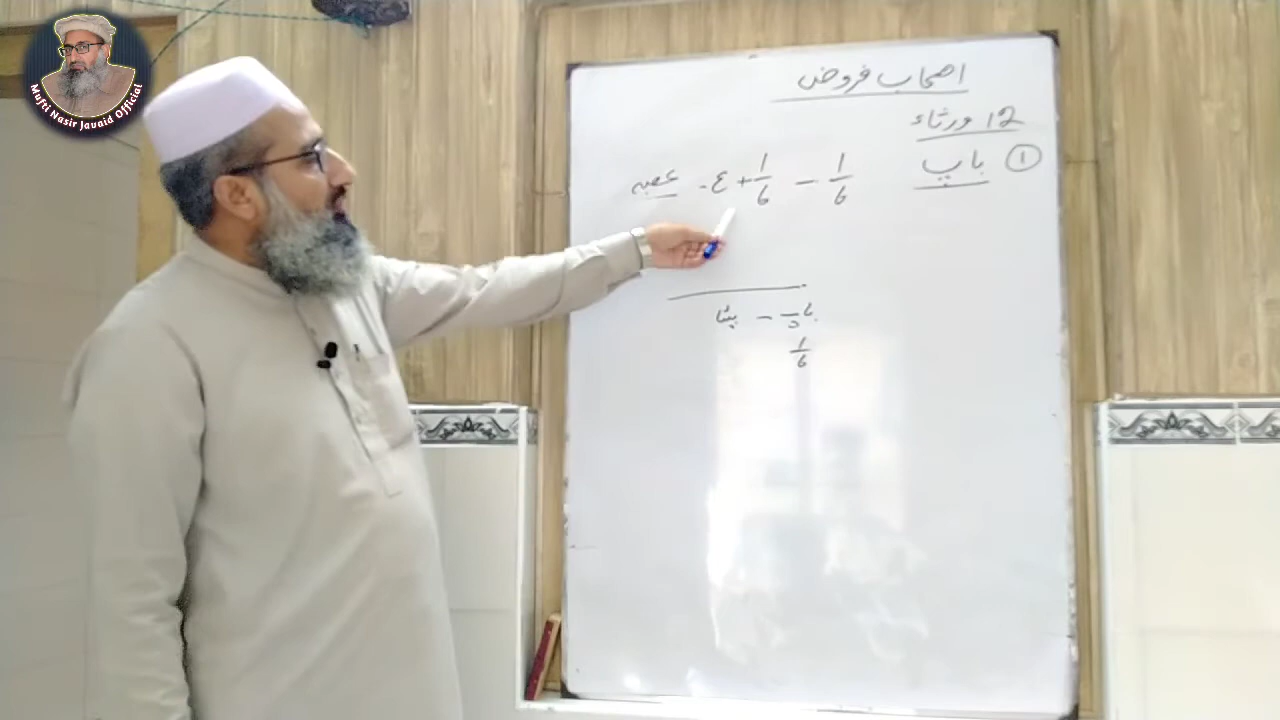 Mufti Nasir Javaid Official
اصحاب فروض
12 ورثاء
① باپ 1/6 - 1/6 + ع - عصبہ
باپ - بیٹا
1/6